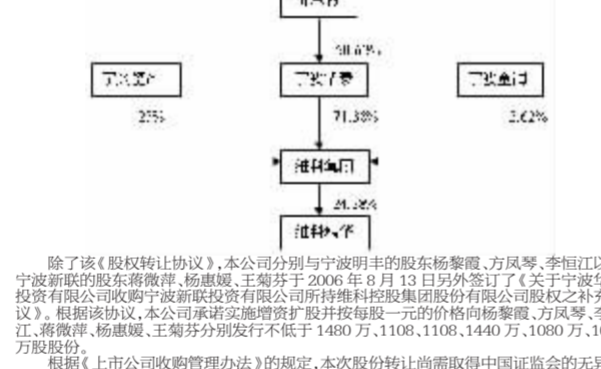 25%
71.38%
3.62%
维科集团
除了该《股权转让协议》,本公司分别与宁波明丰的股东杨黎霞、方凤琴、李恒江以
宁波新联的股东蒋微萍、杨惠媛、王菊芬于 2006 年 8 月 13 日另外签订了《关于宁波华
投资有限公司收购宁波新联投资有限公司所持维科控股集团股份有限公司股权之补充
议》。根据该协议,本公司承诺实施增资扩股并按每股一元的价格向杨黎霞、方凤琴、李
江、蒋微萍、杨惠媛、王菊芬分别发行不低于 1480 万、1108、1108、1440 万、1080 万、10
万股股份。
根据《上市公司收购管理办法》的规定,本次股份转让尚需取得中国证监会的无异